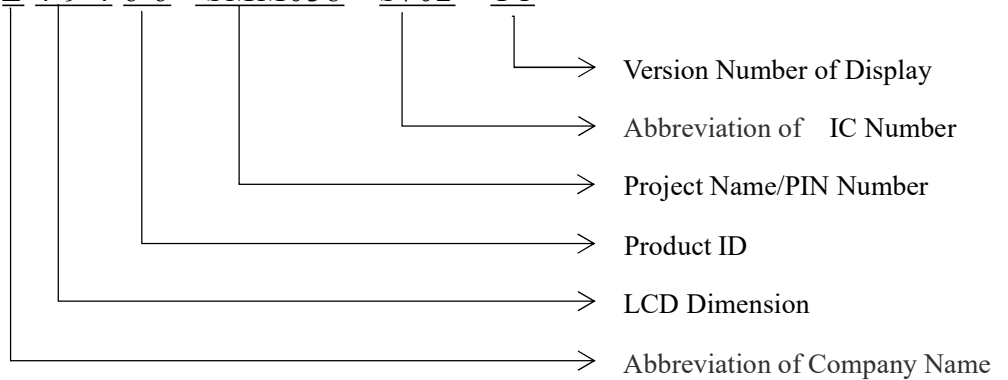 Version Number of Display
Abbreviation of IC Number
Project Name/PIN Number
Product ID
LCD Dimension
Abbreviation of Company Name